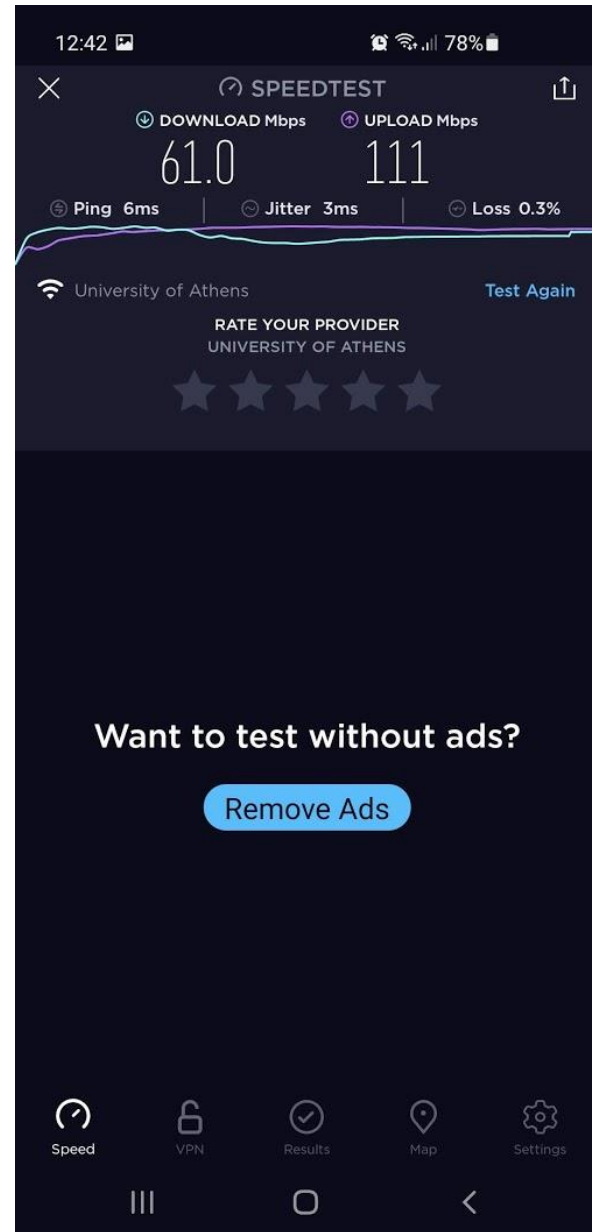 12:42 78%
SPEEDTEST
DOWNLOAD Mbps UPLOAD Mbps
61.0 111
Ping 6ms Jitter 3ms Loss 0.3%
University of Athens Test Again
RATE YOUR PROVIDER
UNIVERSITY OF ATHENS
Want to test without ads?
Remove Ads
Speed VPN Results Map Settings